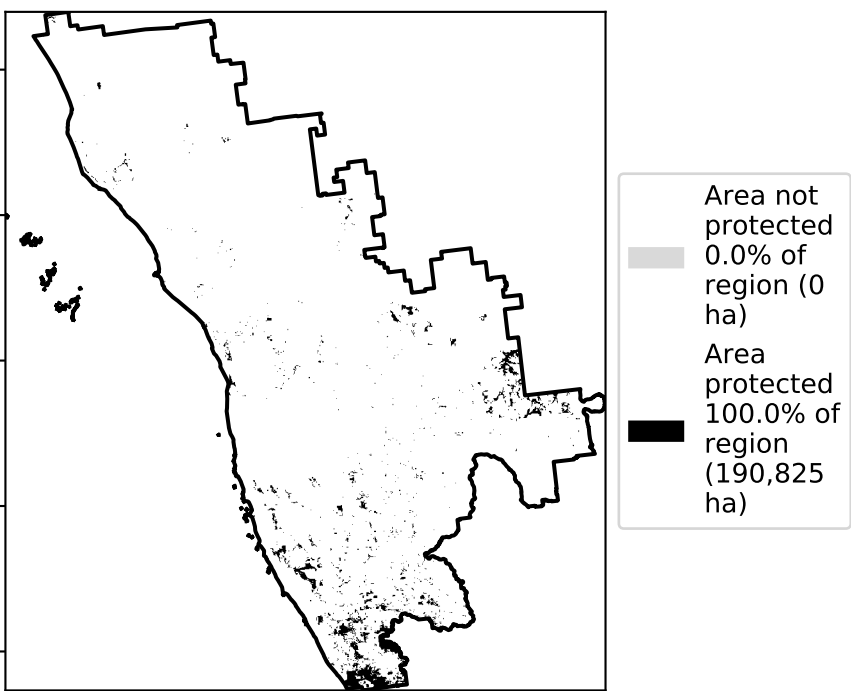 Area not
protected
0.0% of
region (0
ha)
Area
protected
100.0% of
region
(190,825
ha)